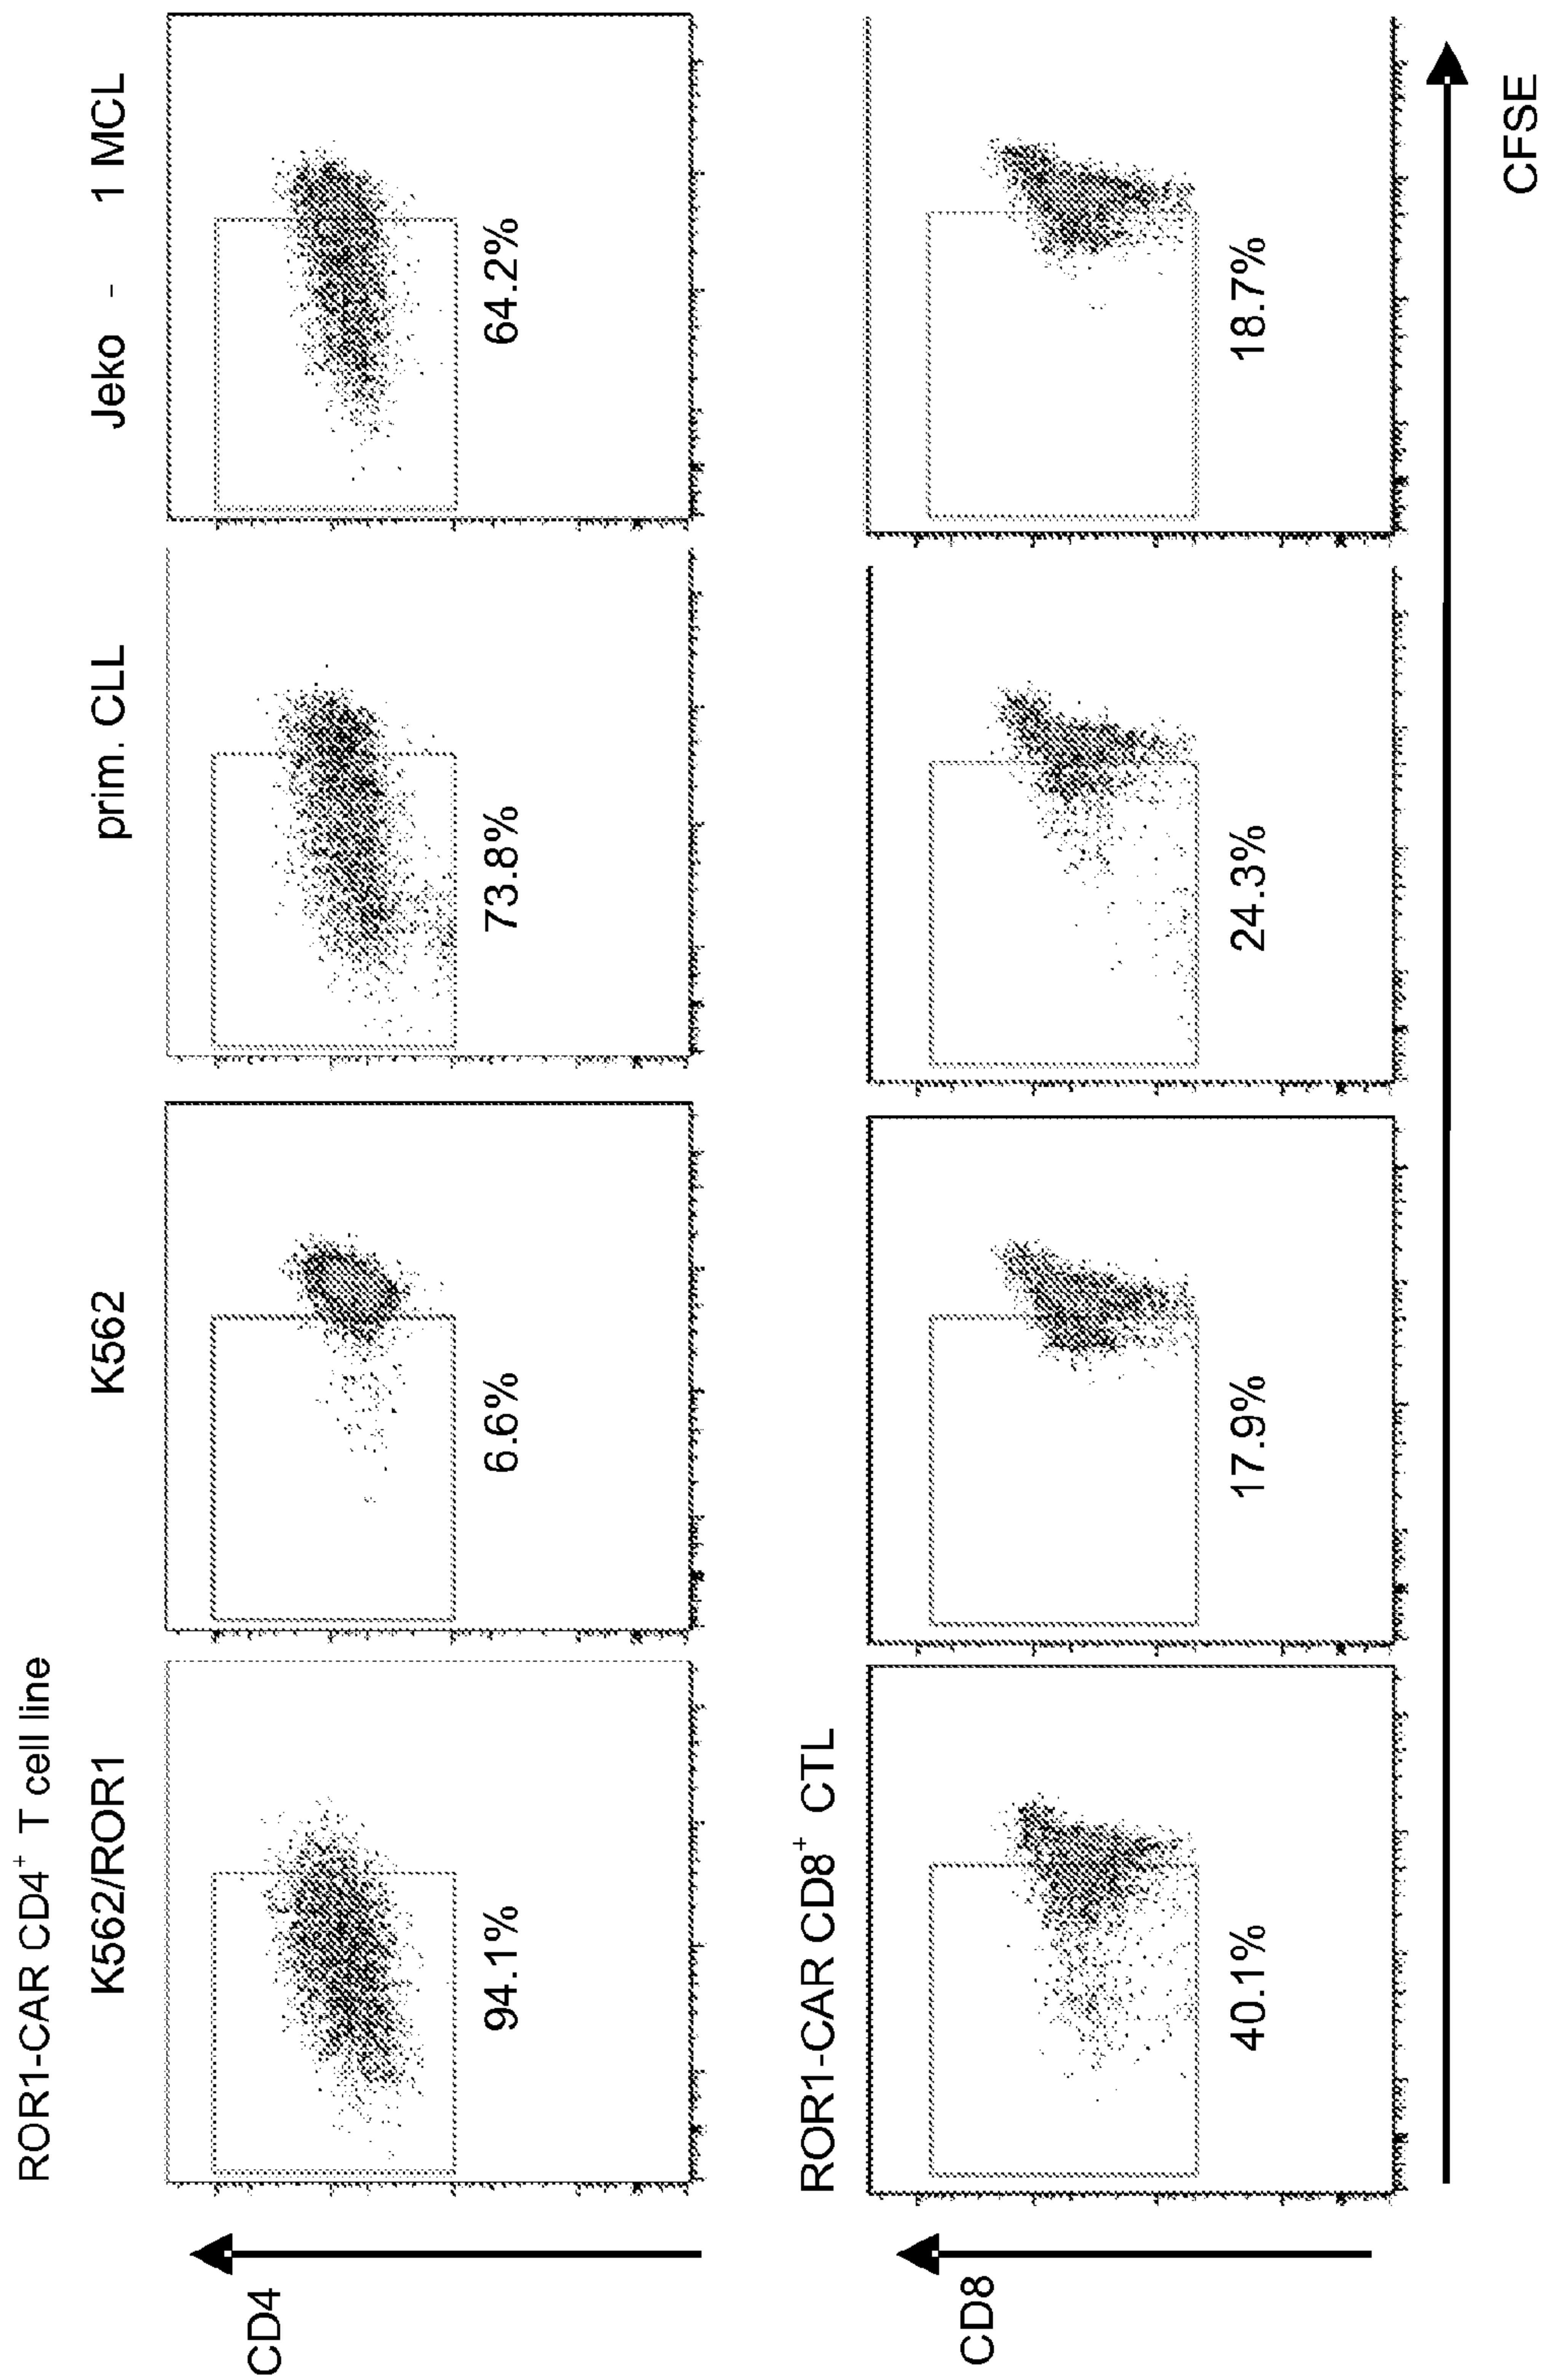 ROR1-CAR CD4⁺ T cell line
K562/ROR1 K562 prim. CLL Jeko - 1 MCL
CD4
94.1% 6.6% 73.8% 64.2%
ROR1-CAR CD8⁺ CTL
CD8
40.1% 17.9% 24.3% 18.7%
CFSE